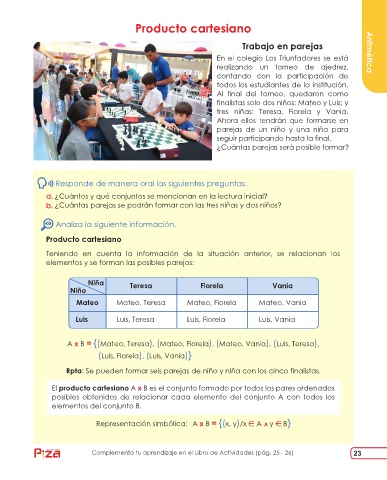 Producto cartesiano
Aritmética
Trabajo en parejas
En el colegio Los Triunfadores se está
realizando un torneo de ajedrez,
contando con la participación de
todos los estudiantes de la institución.
Al final del torneo, quedaron como
finalistas solo dos niños: Mateo y Luis; y
tres niñas: Teresa, Fiorela y Vania.
Ahora ellos tendrán que formarse en
parejas de un niño y una niña para
seguir participando hasta la final.
¿Cuántas parejas será posible formar?
Responde de manera oral las siguientes preguntas.
a. ¿Cuántos y qué conjuntos se mencionan en la lectura inicial?
b. ¿Cuántas parejas se podrán formar con las tres niñas y dos niños?
Analiza la siguiente información.
Producto cartesiano
Teniendo en cuenta la información de la situación anterior, se relacionan los
elementos y se forman las posibles parejas:
Niña
Niño
Teresa Fiorela Vania
Mateo Mateo, Teresa Mateo, Fiorela Mateo, Vania
Luis Luis, Teresa Luis, Fiorela Luis, Vania
A x B = {(Mateo, Teresa), (Mateo, Fiorela), (Mateo, Vania), (Luis, Teresa),
(Luis, Fiorela), (Luis, Vania)}
Rpta: Se pueden formar seis parejas de niño y niña con los cinco finalistas.
El producto cartesiano A x B es el conjunto formado por todos los pares ordenados
posibles obtenidos de relacionar cada elemento del conjunto A con todos los
elementos del conjunto B.
Representación simbólica: A x B = {(x, y)/x ∈ A ∧ y ∈ B}
Pıza
Complementa tu aprendizaje en el Libro de Actividades (pág. 25 - 26)
23